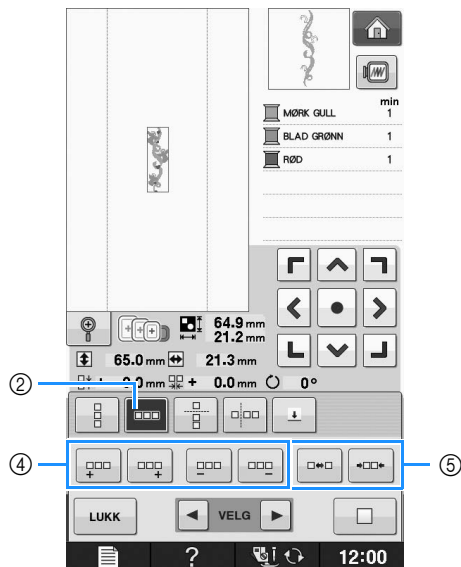 min
MØRK GULL 1
BLAD GRØNN 1
RØD 1
64.9 mm
21.2 mm
65.0 mm 21.3 mm
+ 0.0 mm + 0.0 mm 0°
②
④
⑤
LUKK VELG
? 12:00